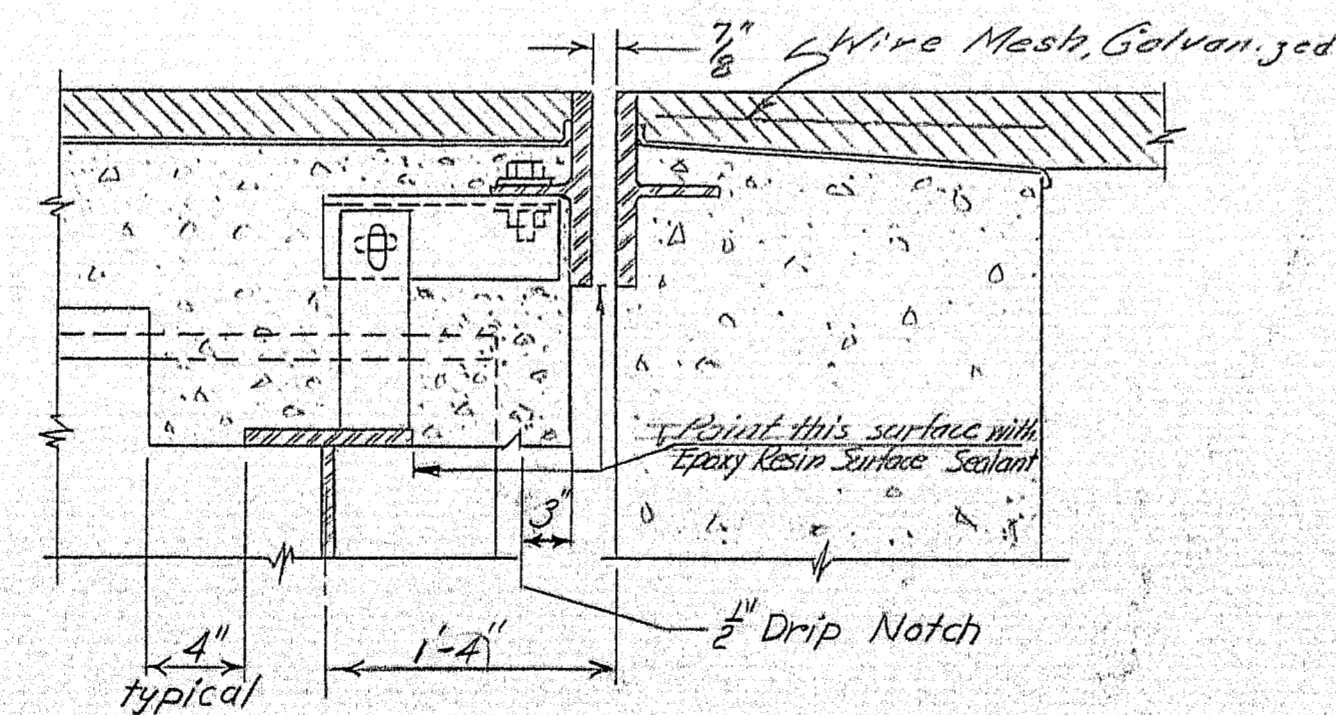 7/8"
Wire Mesh, Galvanized
Paint this surface with
Epoxy Resin Surface Sealant
3"
1/2" Drip Notch
4"
typical
1'-4"